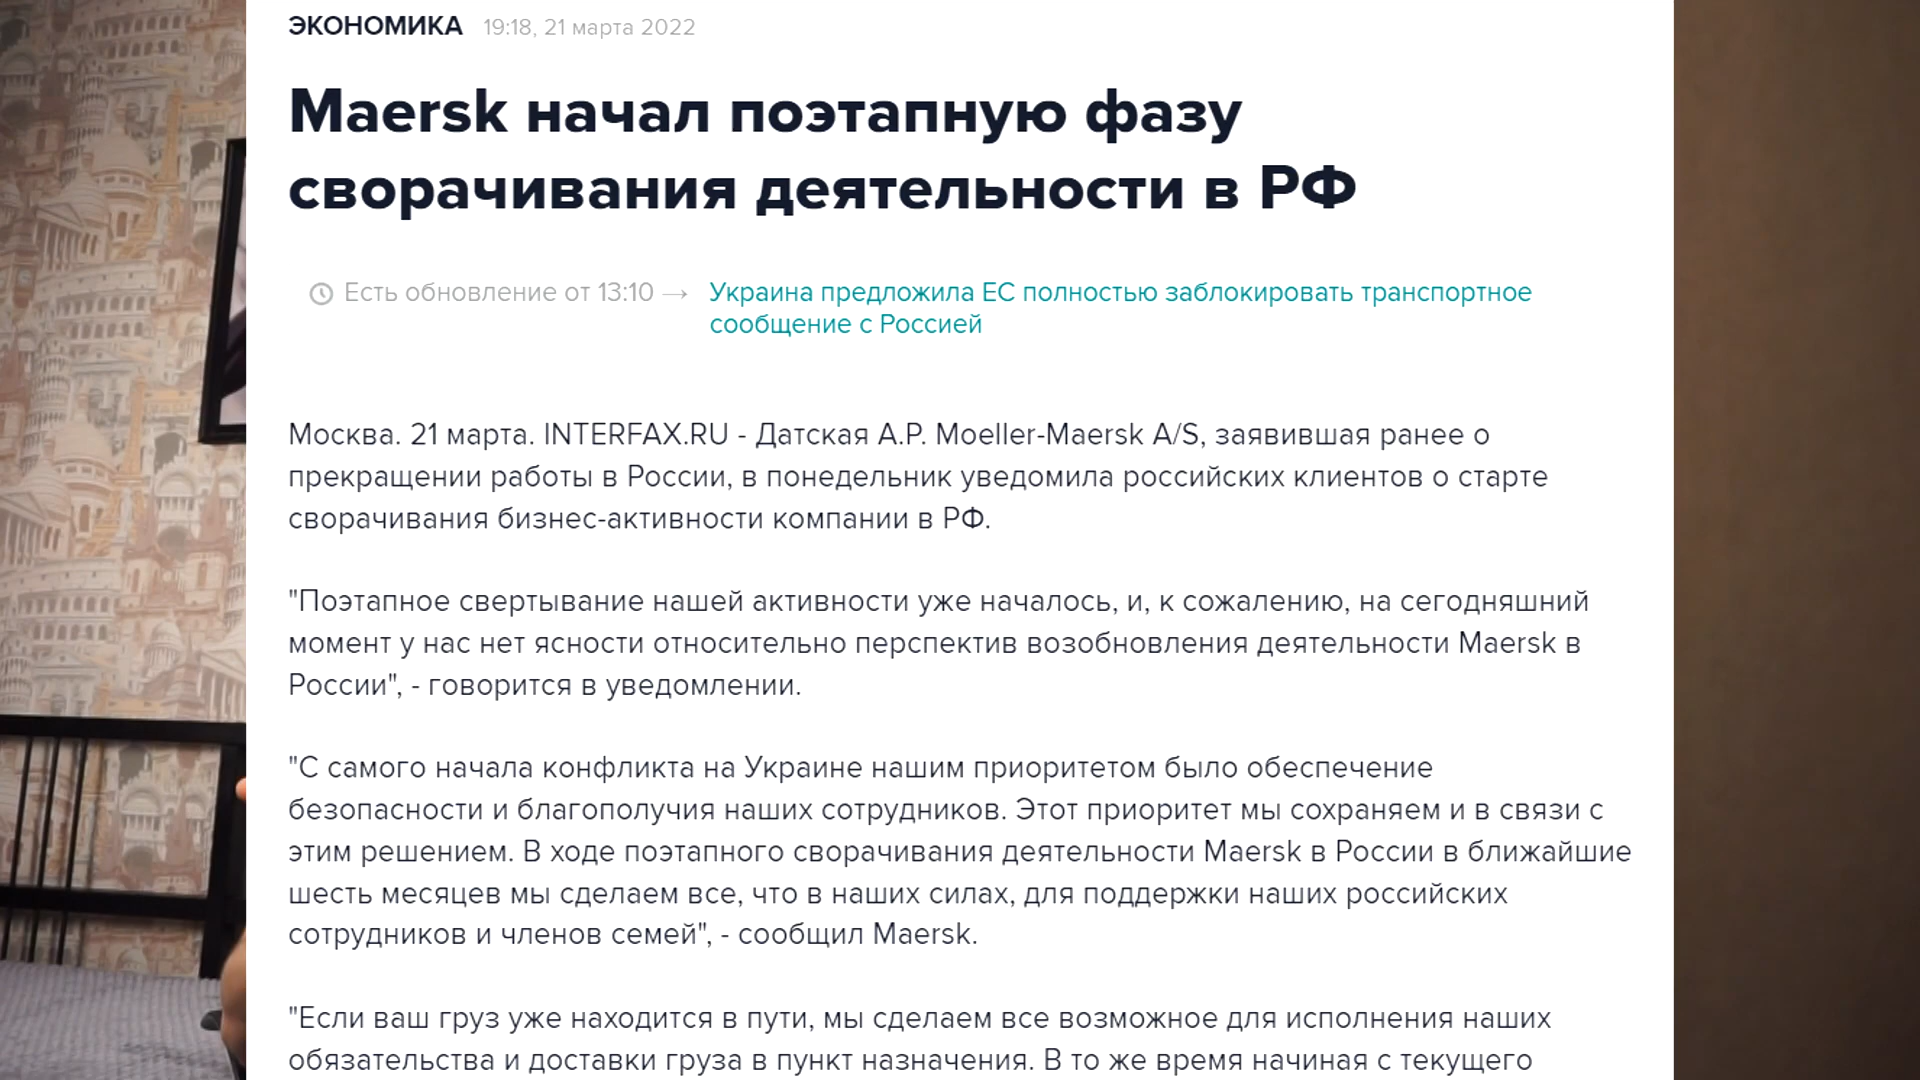 ЭКОНОМИКА 19:18, 21 марта 2022
Maersk начал поэтапную фазу
сворачивания деятельности в РФ
Есть обновление от 13:10 → Украина предложила ЕС полностью заблокировать транспортное
сообщение с Россией
Москва. 21 марта. INTERFAX.RU - Датская A.P. Moeller-Maersk A/S, заявившая ранее о
прекращении работы в России, в понедельник уведомила российских клиентов о старте
сворачивания бизнес-активности компании в РФ.
"Поэтапное свертывание нашей активности уже началось, и, к сожалению, на сегодняшний
момент у нас нет ясности относительно перспектив возобновления деятельности Maersk в
России", - говорится в уведомлении.
"С самого начала конфликта на Украине нашим приоритетом было обеспечение
безопасности и благополучия наших сотрудников. Этот приоритет мы сохраняем и в связи с
этим решением. В ходе поэтапного сворачивания деятельности Maersk в России в ближайшие
шесть месяцев мы сделаем все, что в наших силах, для поддержки наших российских
сотрудников и членов семей", - сообщил Maersk.
"Если ваш груз уже находится в пути, мы сделаем все возможное для исполнения наших
обязательства и доставки груза в пункт назначения. В то же время начиная с текущего